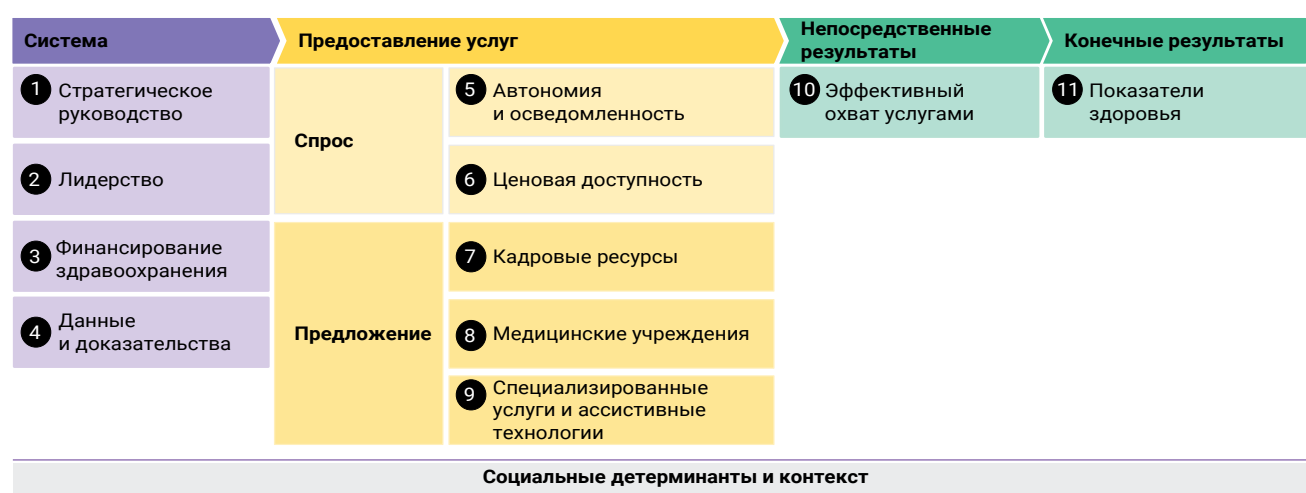 Система
Предоставление услуг
Непосредственные
результаты
Конечные результаты
1 Стратегическое
руководство
2 Лидерство
3 Финансирование
здравоохранения
4 Данные
и доказательства
Спрос
5 Автономия
и осведомленность
6 Ценовая доступность
Предложение
7 Кадровые ресурсы
8 Медицинские учреждения
9 Специализированные
услуги и ассистивные
технологии
10 Эффективный
охват услугами
11 Показатели
здоровья
Социальные детерминанты и контекст